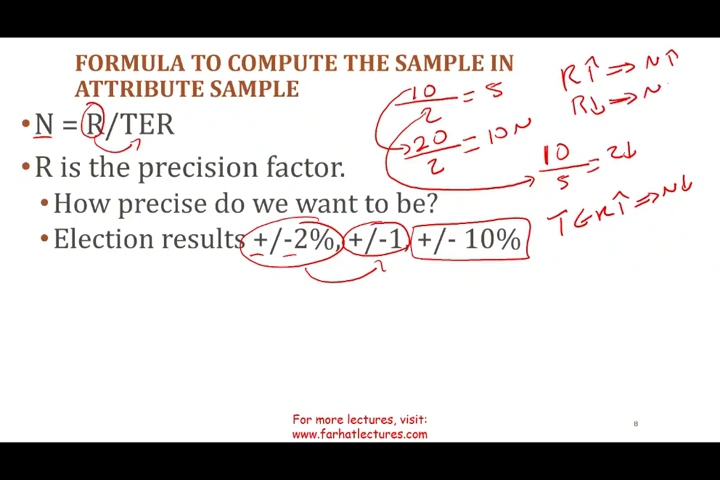 FORMULA TO COMPUTE THE SAMPLE IN
ATTRIBUTE SAMPLE
• N = R/TER
• R is the precision factor.
• How precise do we want to be?
• Election results +/-2%, +/-1, +/- 10%
10/2 = 5
20/2 = 10 N
10/5 = 2↓
R↑ ⇒ N↑
R↓ ⇒ N
TER↑ ⇒ N↓
For more lectures, visit:
www.farhatlectures.com
8